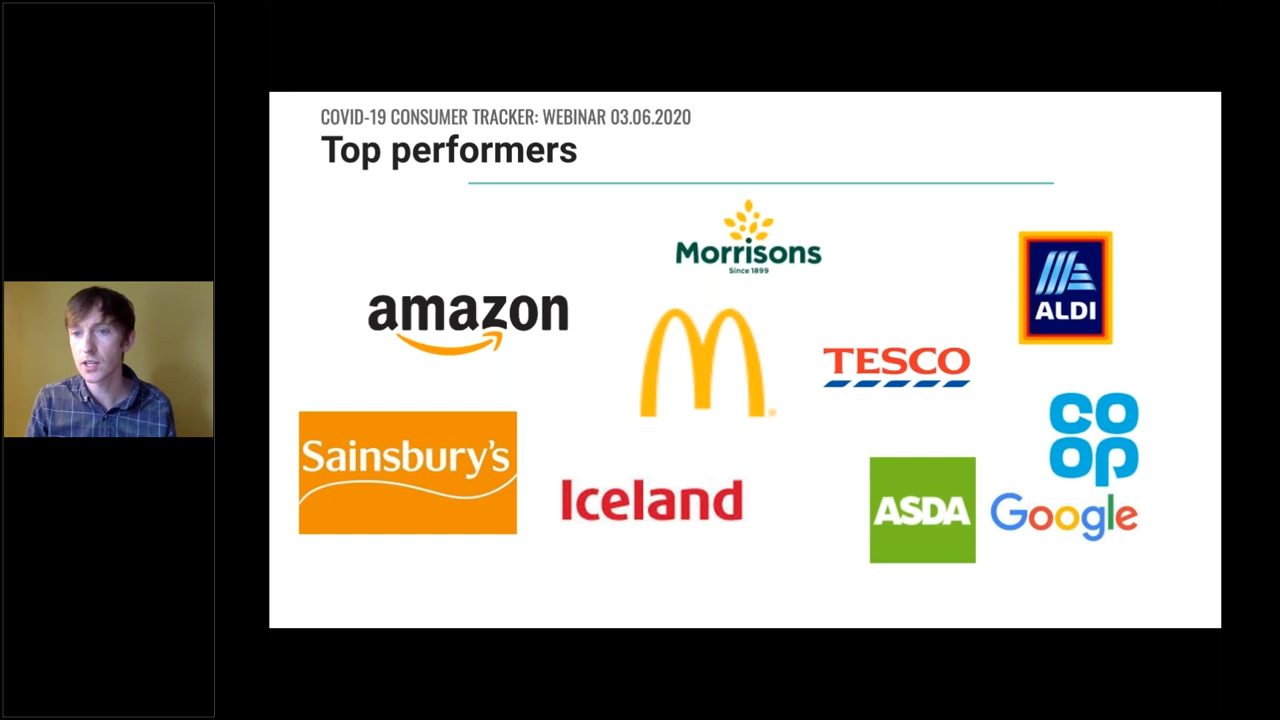 COVID-19 CONSUMER TRACKER: WEBINAR 03.06.2020
Top performers
Morrisons
Since 1899
amazon
ALDI
TESCO
Sainsbury's
CO
OP
Iceland
ASDA
Google